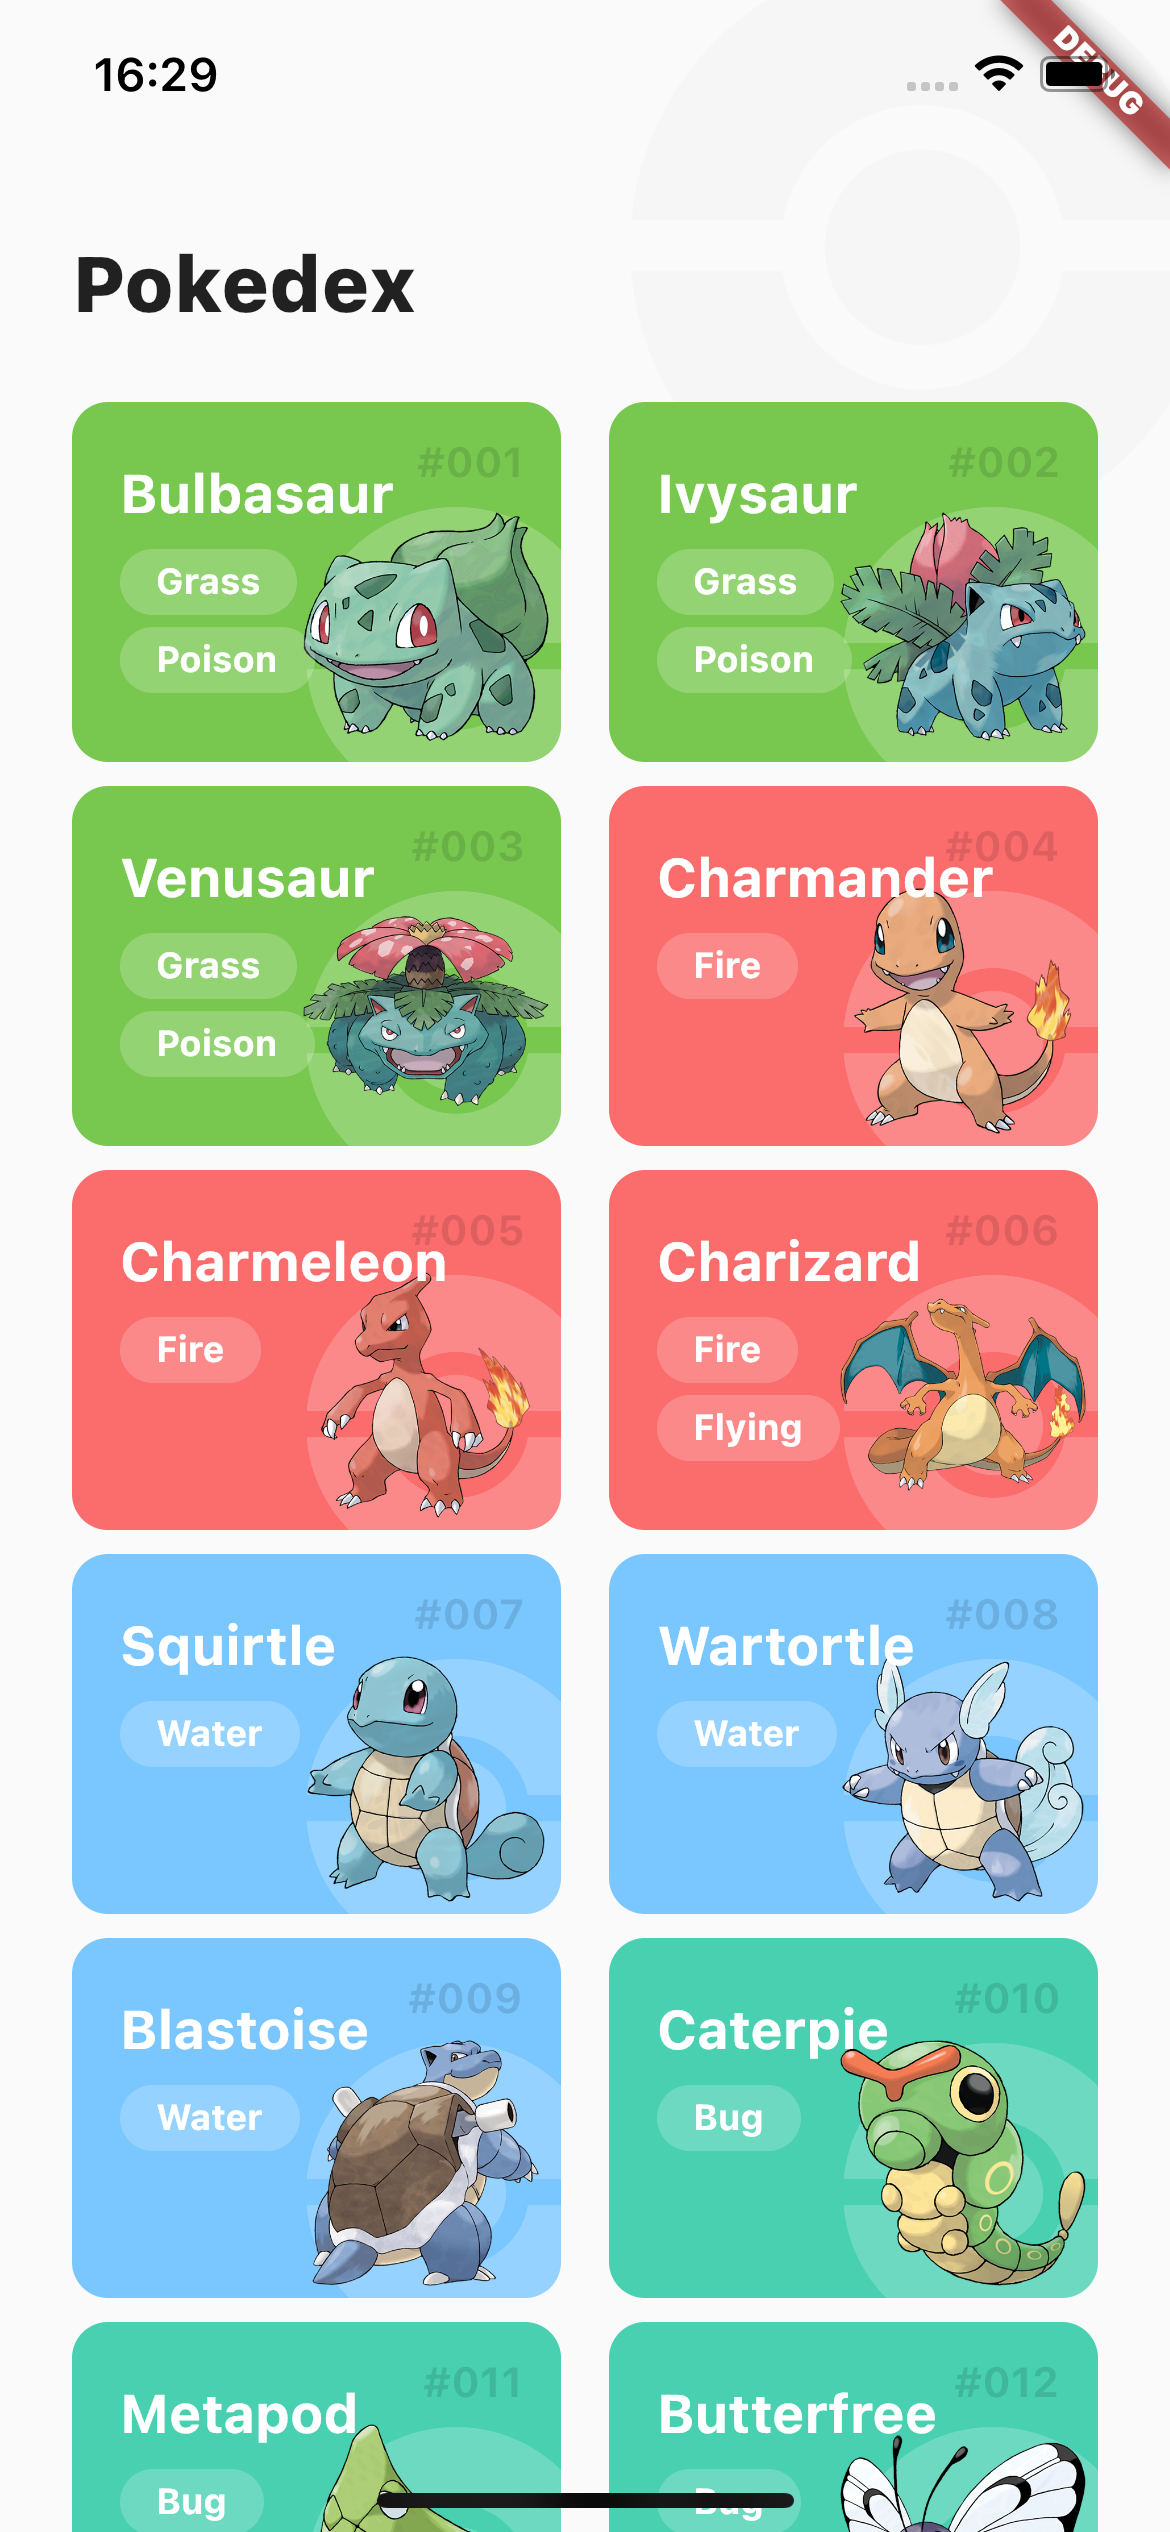 16:29
DEBUG
Pokedex
#001
Bulbasaur
Grass
Poison
#002
Ivysaur
Grass
Poison
#003
Venusaur
Grass
Poison
#004
Charmander
Fire
#005
Charmeleon
Fire
#006
Charizard
Fire
Flying
#007
Squirtle
Water
#008
Wartortle
Water
#009
Blastoise
Water
#010
Caterpie
Bug
#011
Metapod
Bug
#012
Butterfree
Bug